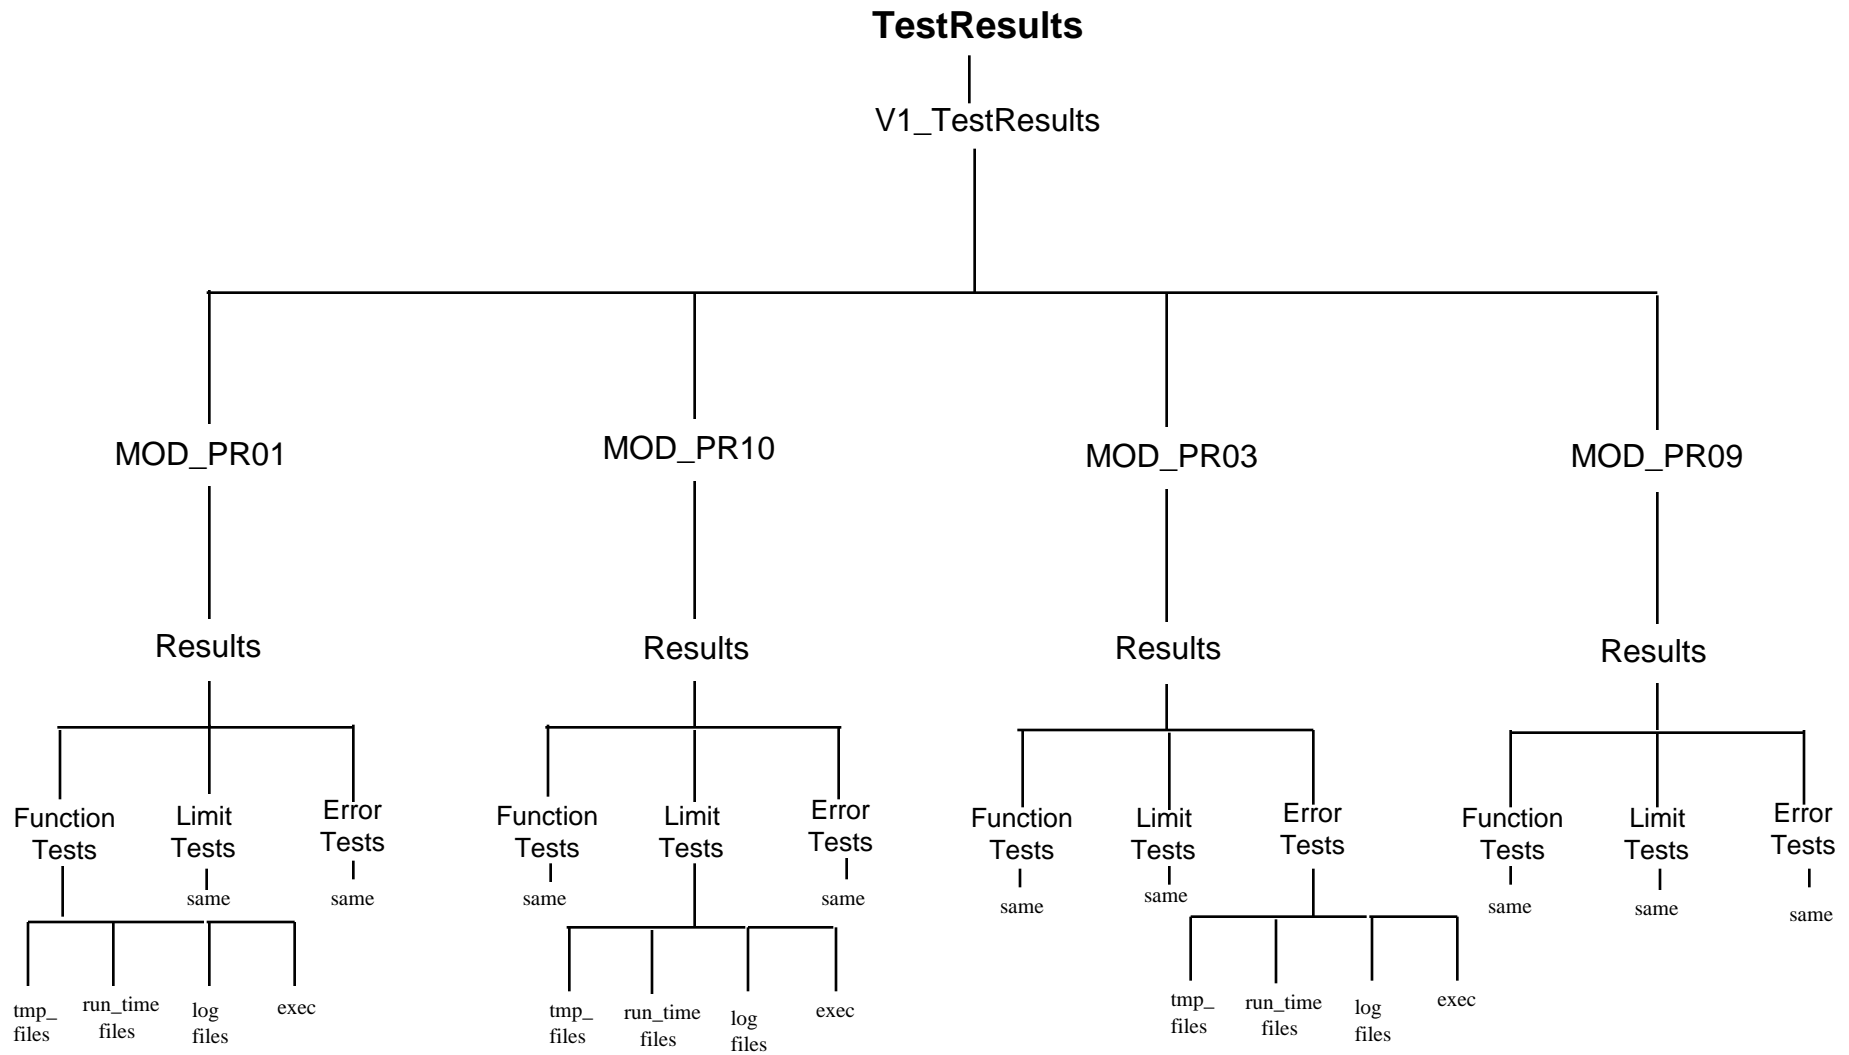 TestResults
V1_TestResults
MOD_PR01
MOD_PR10
MOD_PR03
MOD_PR09
Results
Results
Results
Results
Function
Tests
Limit
Tests
Error
Tests
Function
Tests
Limit
Tests
Error
Tests
Function
Tests
Limit
Tests
Error
Tests
Function
Tests
Limit
Tests
Error
Tests
same
same
same
same
same
same
same
same
same
tmp_
files
run_time
files
log
files
exec
tmp_
files
run_time
files
log
files
exec
tmp_
files
run_time
files
log
files
exec